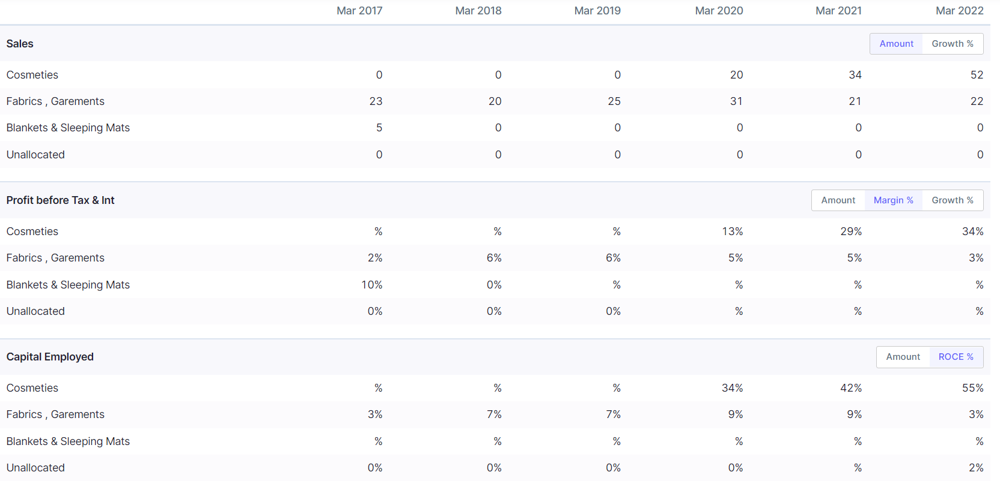 Mar 2017 Mar 2018 Mar 2019 Mar 2020 Mar 2021 Mar 2022
Sales Amount Growth %
Cosmeties 0 0 0 20 34 52
Fabrics , Garements 23 20 25 31 21 22
Blankets & Sleeping Mats 5 0 0 0 0 0
Unallocated 0 0 0 0 0 0
Profit before Tax & Int Amount Margin % Growth %
Cosmeties % % % 13% 29% 34%
Fabrics , Garements 2% 6% 6% 5% 5% 3%
Blankets & Sleeping Mats 10% 0% % % % %
Unallocated 0% 0% 0% % % %
Capital Employed Amount ROCE %
Cosmeties % % % 34% 42% 55%
Fabrics , Garements 3% 7% 7% 9% 9% 3%
Blankets & Sleeping Mats % % % % % %
Unallocated 0% 0% 0% 0% % 2%